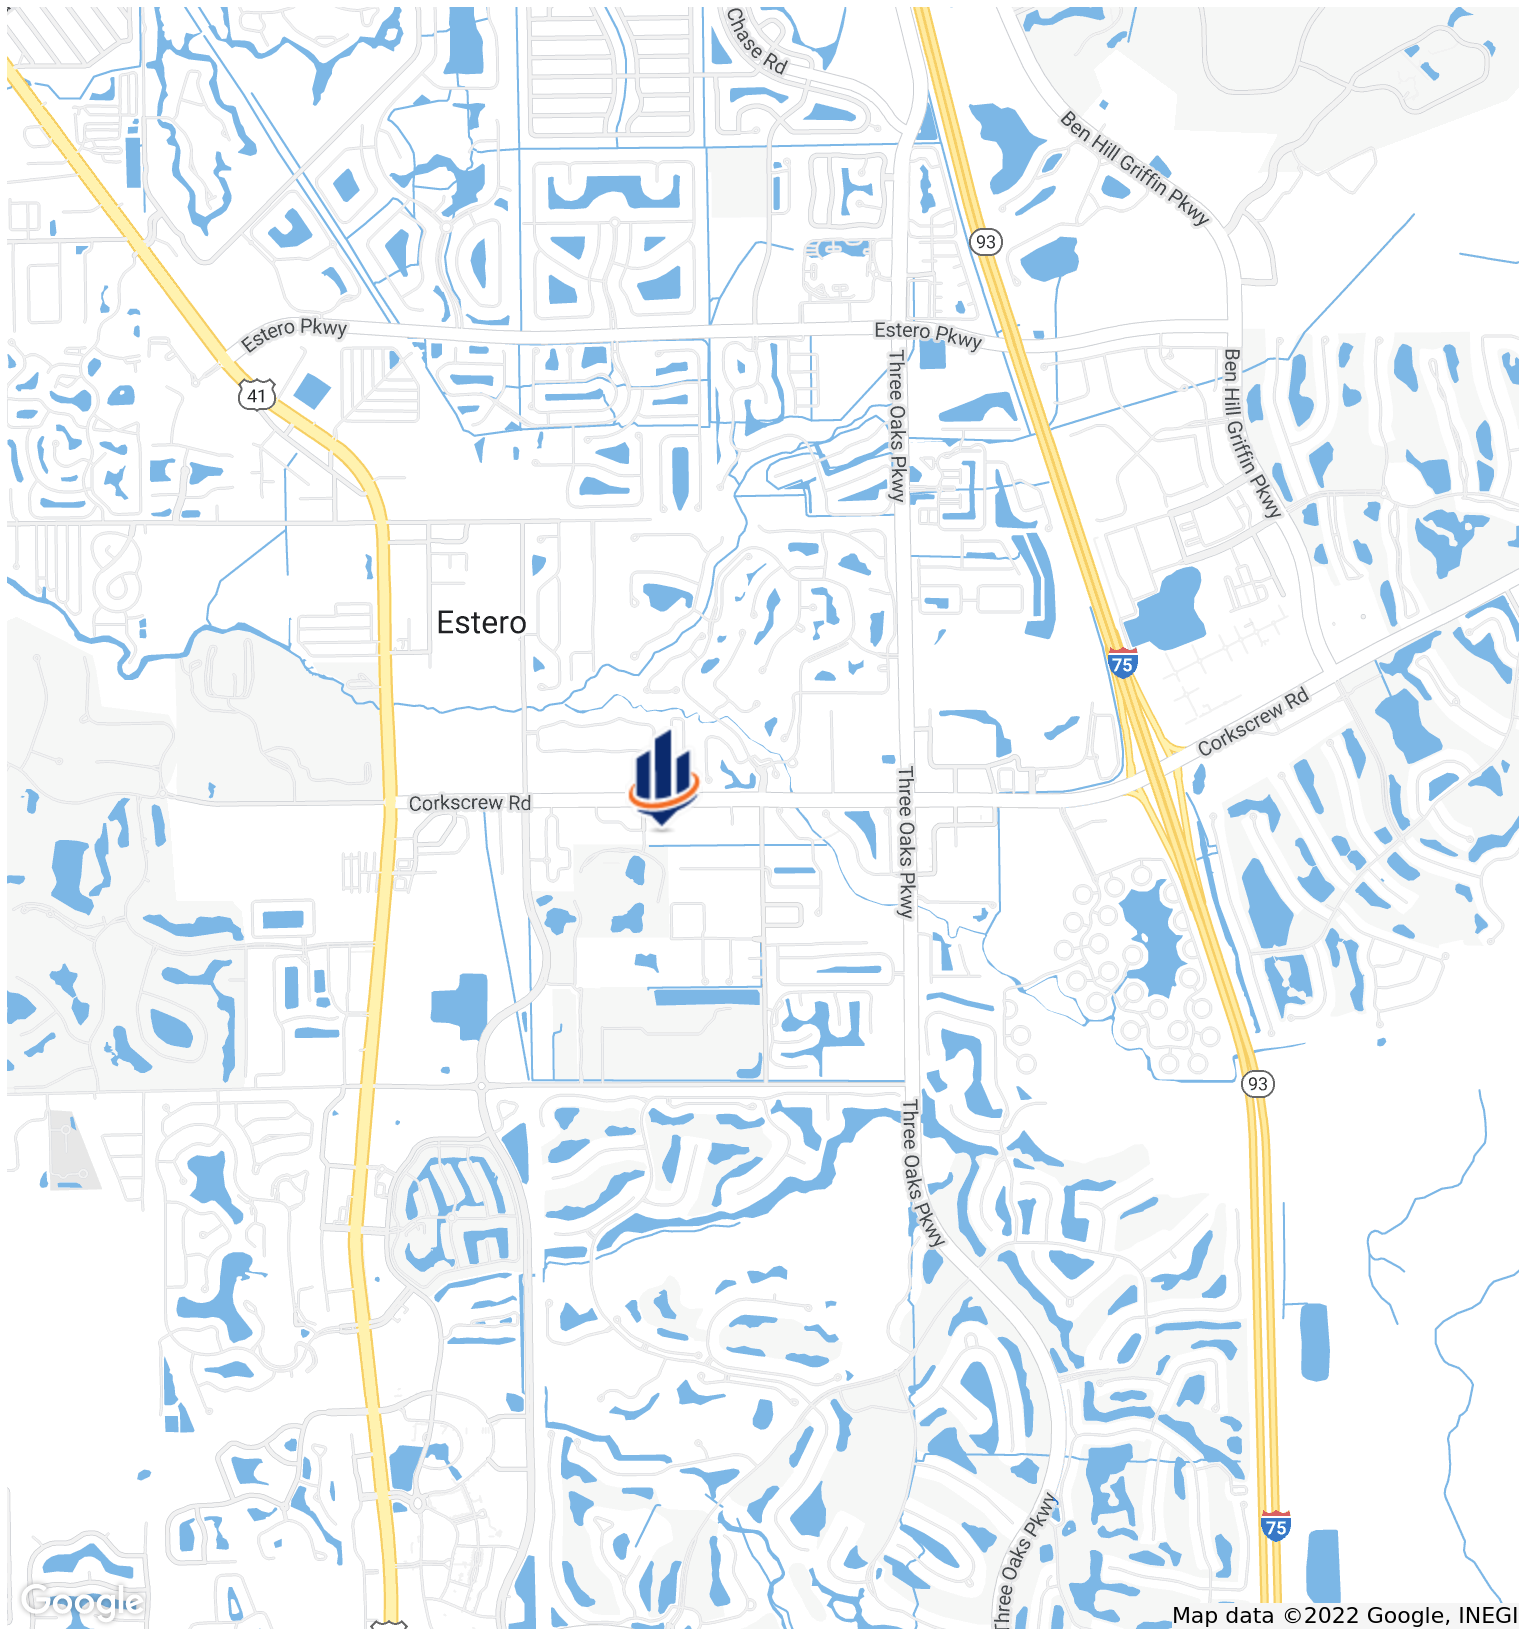 Chase Rd
Ben Hill Griffin Pkwy
93
Estero Pkwy
Estero Pkwy
41
Three Oaks Pkwy
Ben Hill Griffin Pkwy
Estero
75
Corkscrew Rd
Corkscrew Rd
Three Oaks Pkwy
93
Three Oaks Pkwy
Three Oaks Pkwy
75
Google
Map data ©2022 Google, INEGI